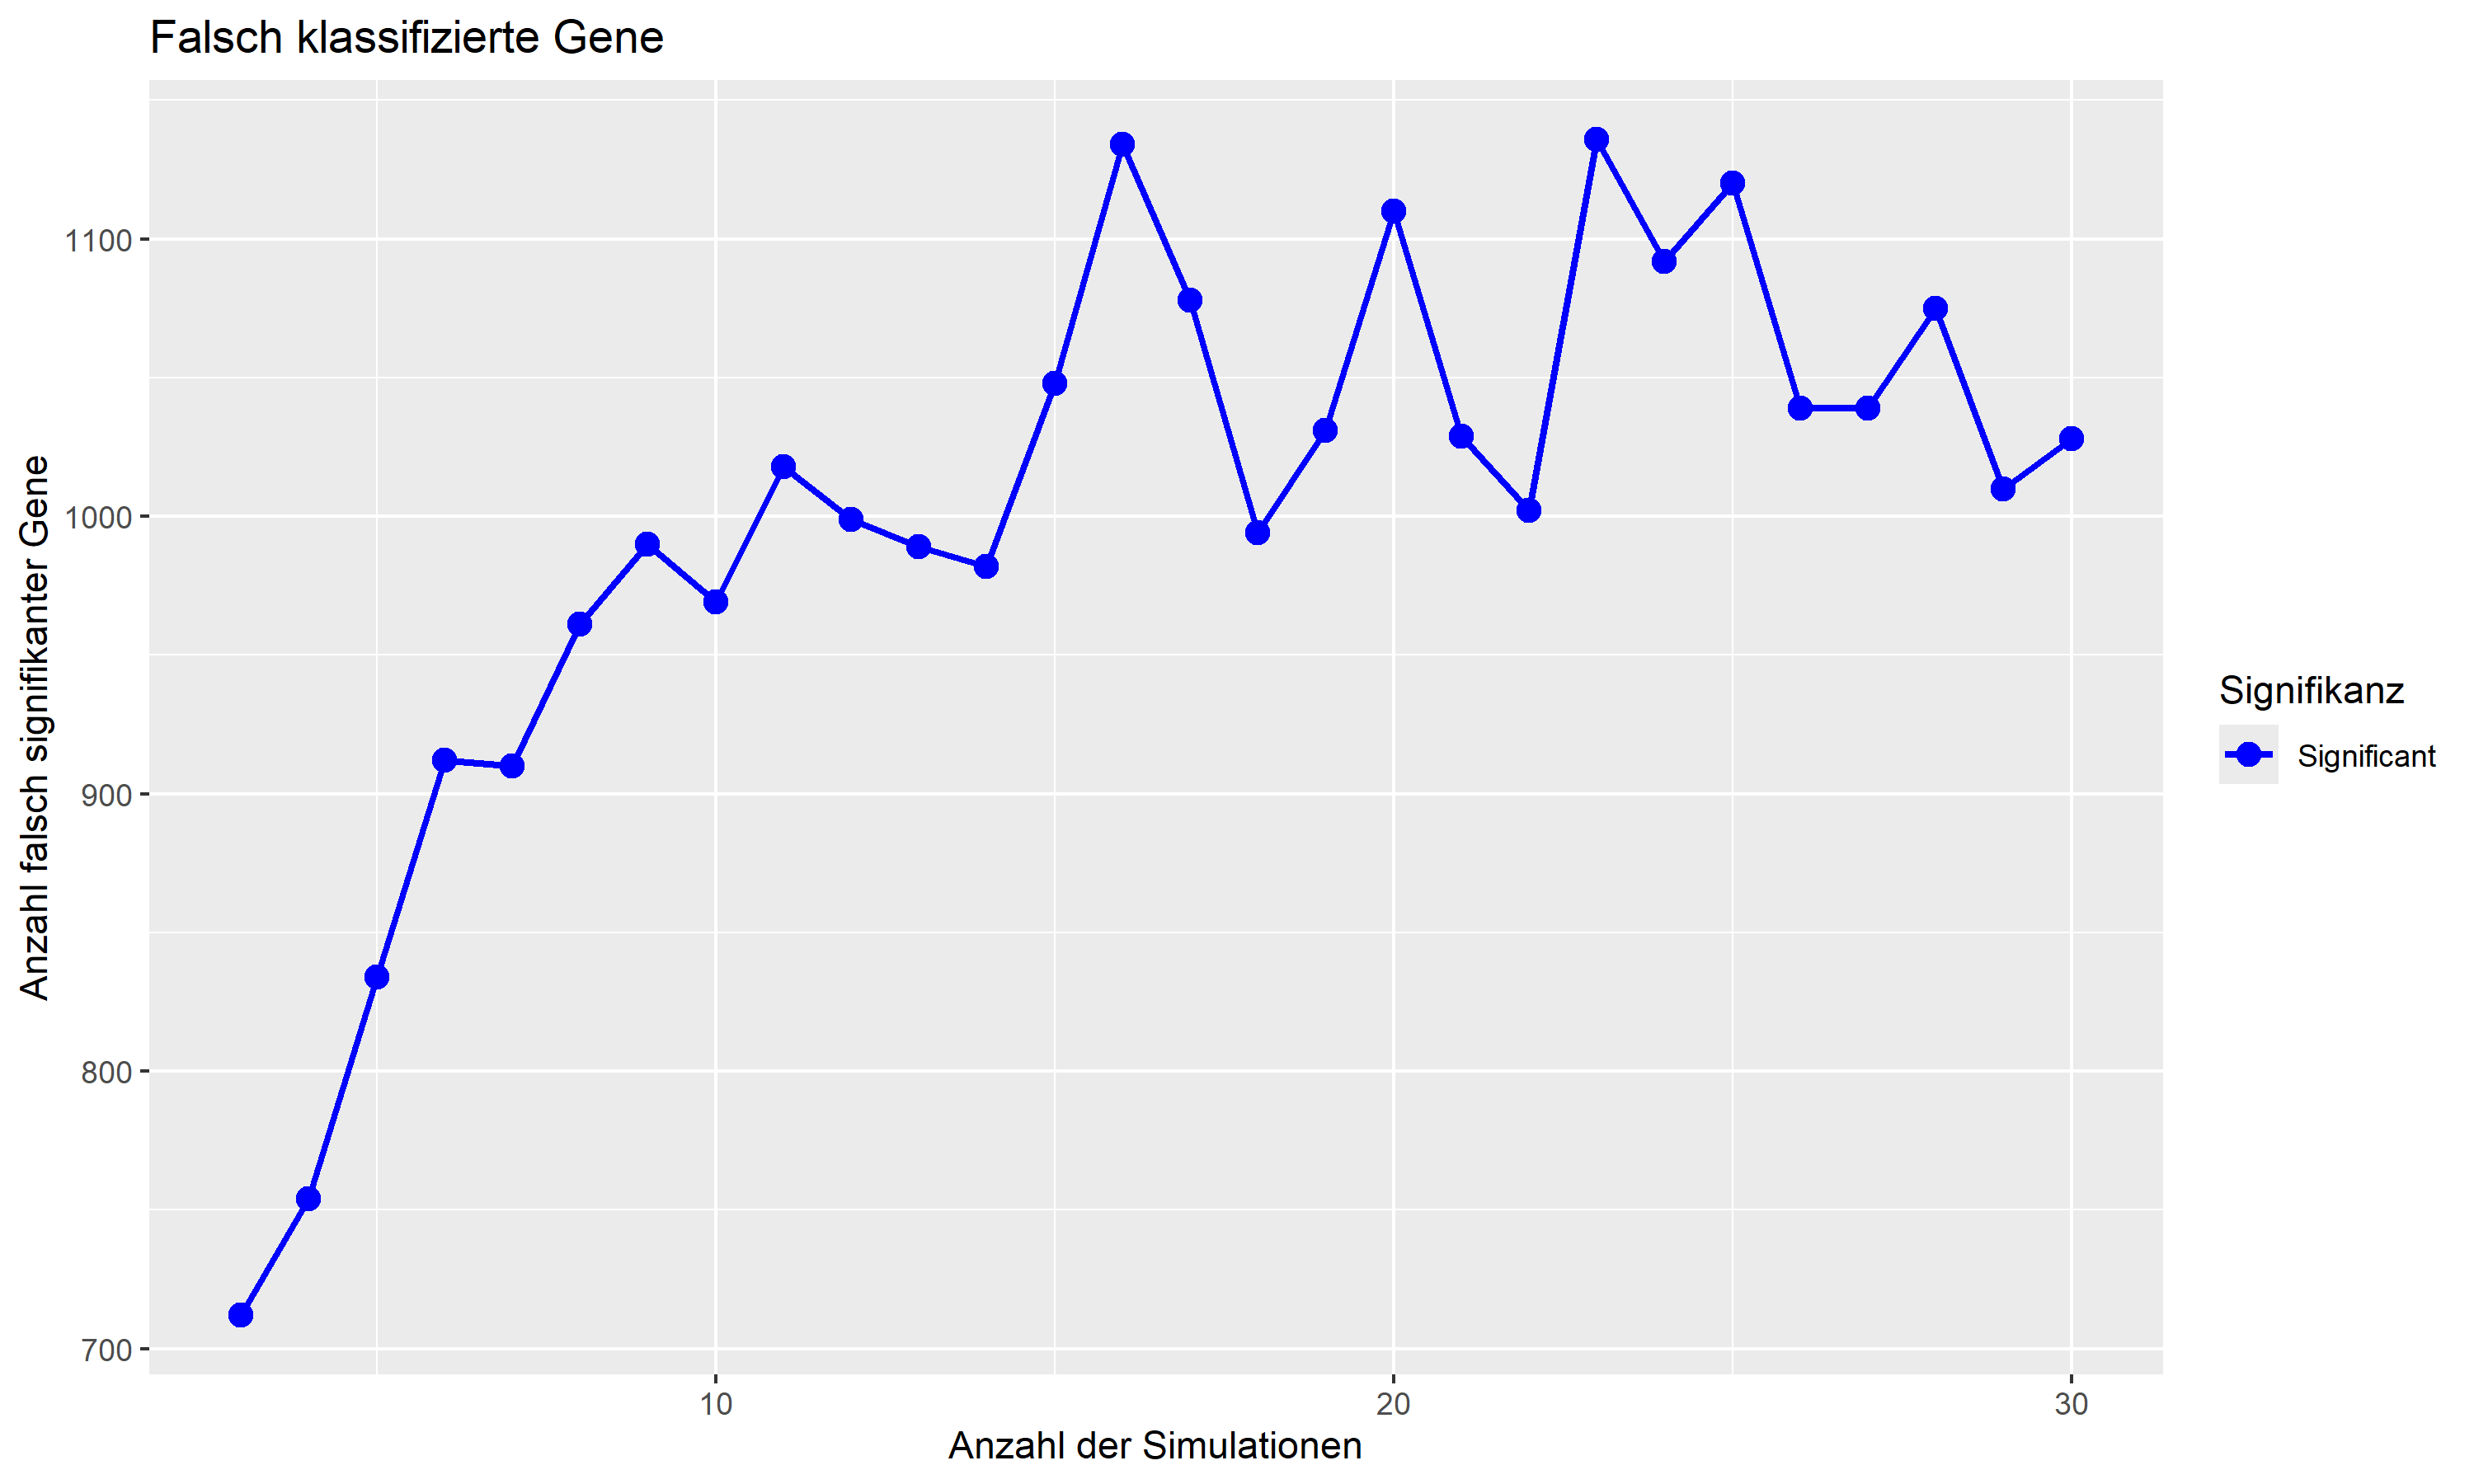 Falsch klassifizierte Gene
Anzahl falsch signifikanter Gene
1100
1000
900
800
700
10
20
30
Anzahl der Simulationen
Signifikanz
Significant